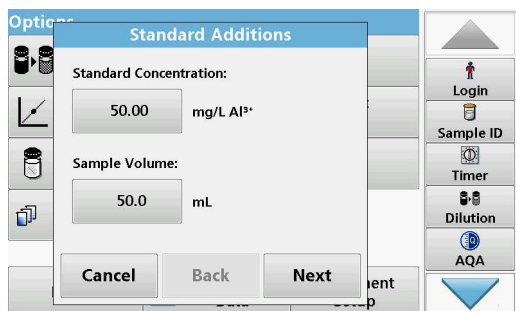 Options
Standard Additions
Standard Concentration:
50.00 mg/L Al³⁺
Sample Volume:
50.0 mL
Cancel Back Next
Login
Sample ID
Timer
Dilution
AQA